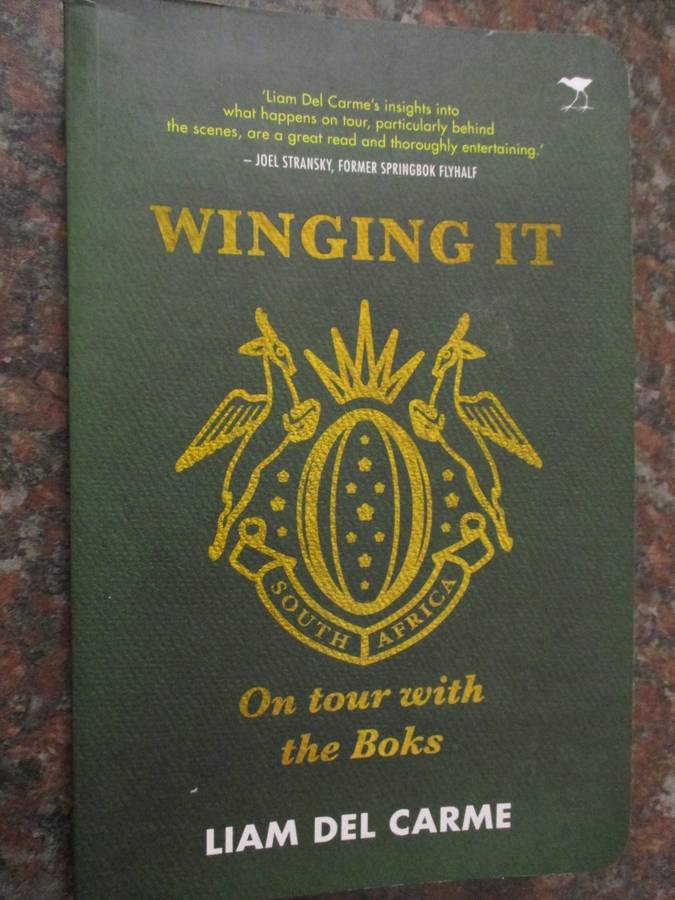 ‘Liam Del Carme’s insights into
what happens on tour, particularly behind
the scenes, are a great read and thoroughly entertaining.’
– JOEL STRANSKY, FORMER SPRINGBOK FLYHALF
WINGING IT
SOUTH AFRICA
On tour with
the Boks
LIAM DEL CARME